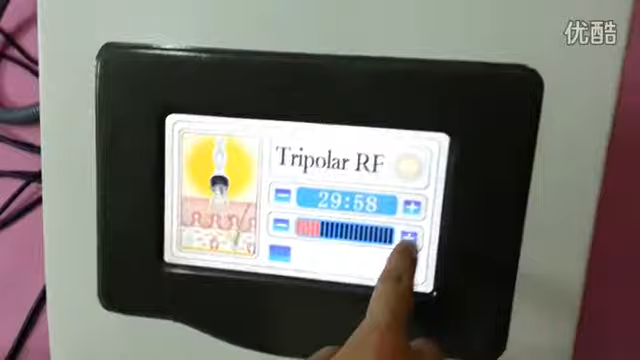 优酷
Tripolar RF
− 29:58 +
− +